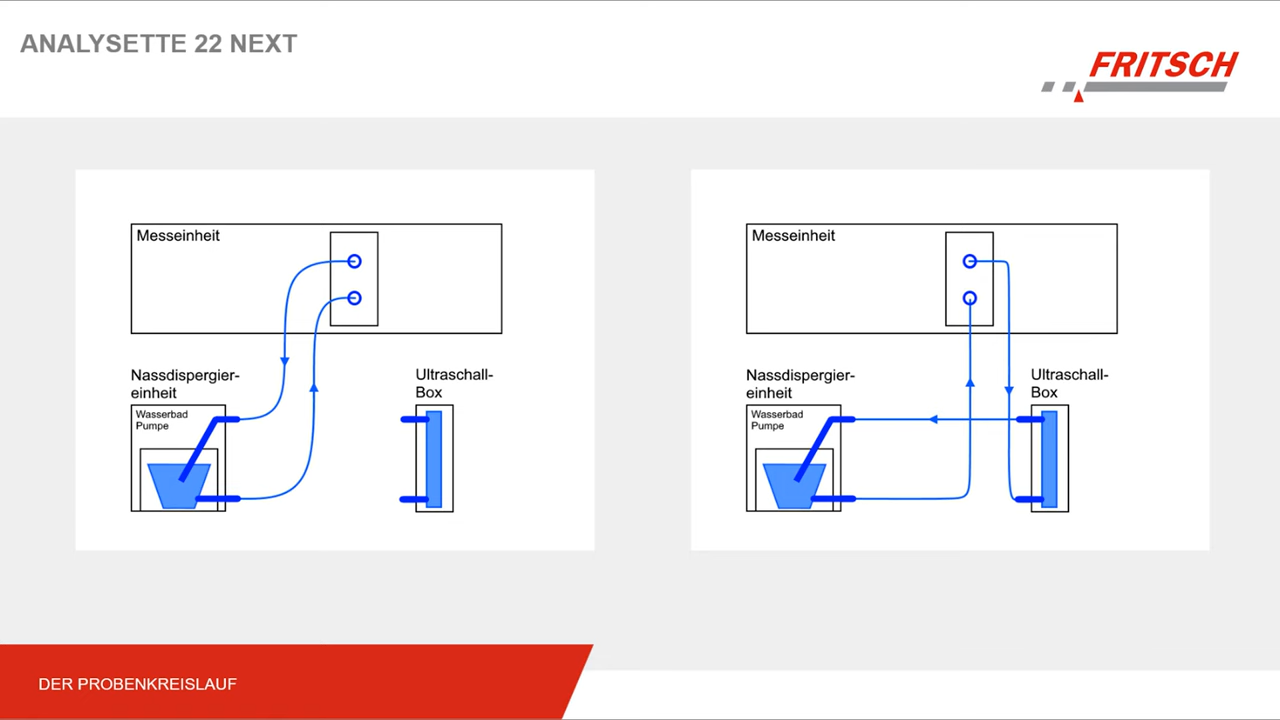 ANALYSETTE 22 NEXT
FRITSCH
Messeinheit
Nassdispergier-
einheit
Wasserbad
Pumpe
Ultraschall-
Box
Messeinheit
Nassdispergier-
einheit
Wasserbad
Pumpe
Ultraschall-
Box
DER PROBENKREISLAUF